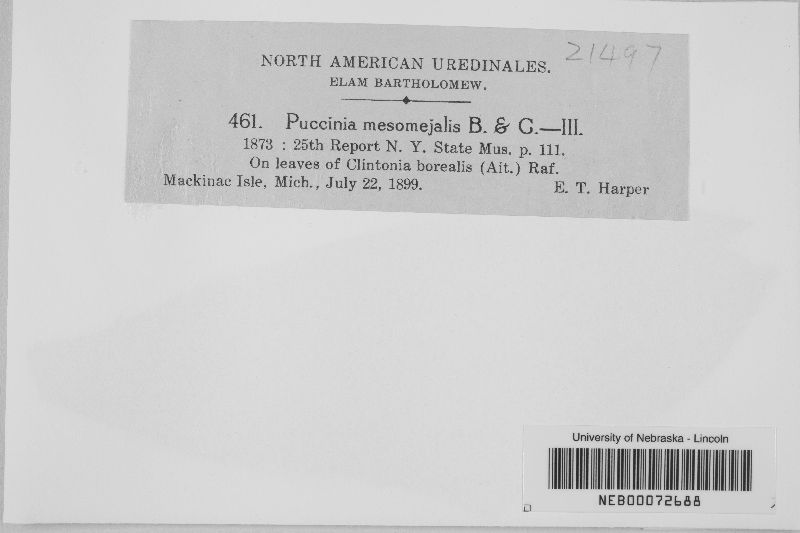 21497
NORTH AMERICAN UREDINALES.
ELAM BARTHOLOMEW.
461. Puccinia mesomejalis B. & C.—III.
1873 : 25th Report N. Y. State Mus. p. 111.
On leaves of Clintonia borealis (Ait.) Raf.
Mackinac Isle, Mich., July 22, 1899. E. T. Harper
University of Nebraska - Lincoln
NEB00072688